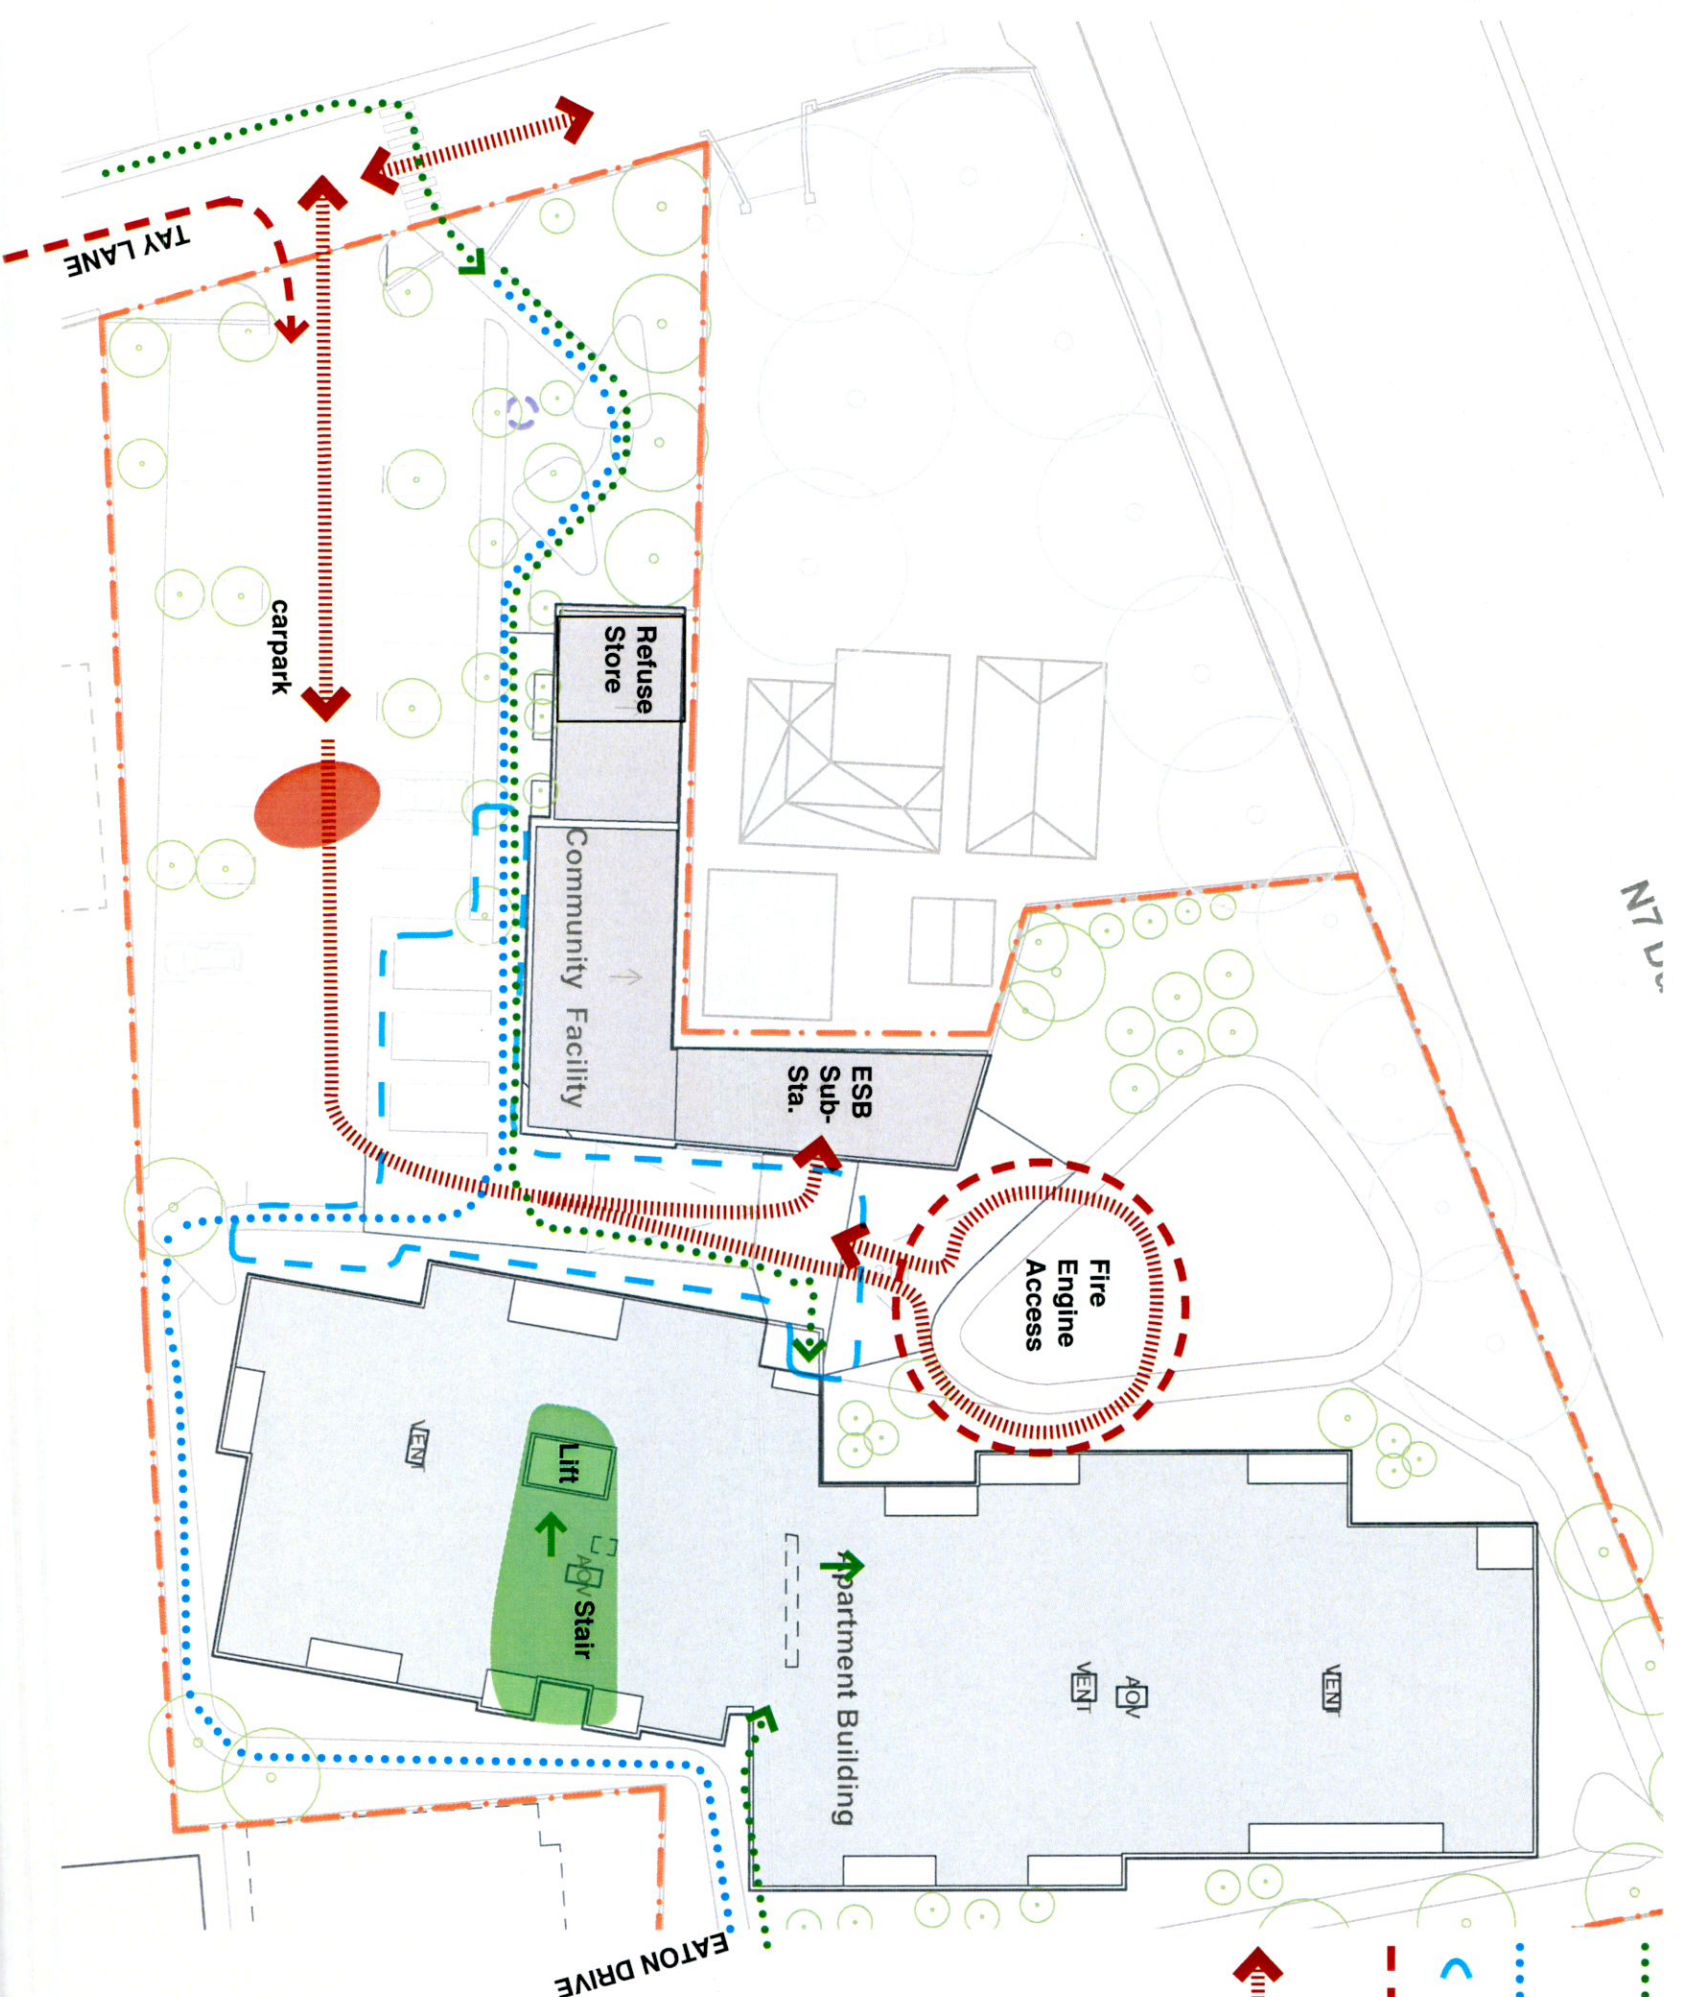 TAY LANE
carpark
Refuse
Store
Community Facility
ESB
Sub-
Sta.
Fire
Engine
Access
VENT
Lift
AOV
Stair
Apartment Building
VENT
AOV
VENT
EATON DRIVE
N7